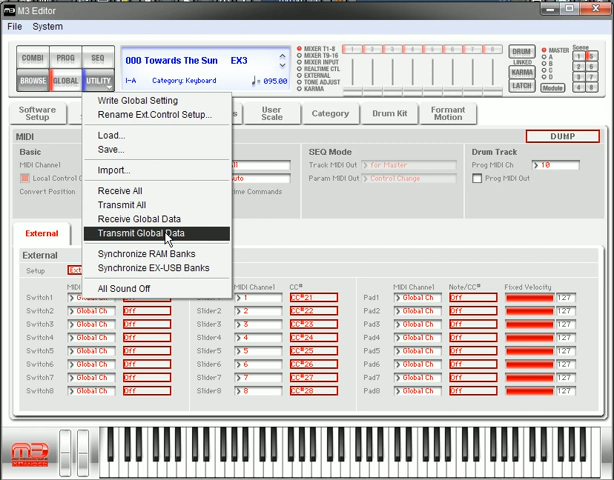 M3 Editor
File System
COMBI PROG SEQ
BROWSE GLOBAL UTILITY
000 Towards The Sun EX3
I-A Category: Keyboard ♩= 095.00
MIXER T1-8
MIXER T9-16
MIXER INPUT
REALTIME CTL
EXTERNAL
TONE ADJUST
KARMA
DRUM
LINKED
KARMA
LATCH
MASTER
A
B
C
D
Module
Scene
1 5
2 6
3 7
4 8
Write Global Setting
Rename Ext.Control Setup...
Load...
Save...
Import...
Receive All
Transmit All
Receive Global Data
Transmit Global Data
Synchronize RAM Banks
Synchronize EX-USB Banks
All Sound Off
Software Setup
User Scale
Category
Drum Kit
Formant Motion
MIDI
DUMP
Basic
MIDI Channel
Local Control
Convert Position
SEQ Mode
Track MIDI Out > for Master
Param MIDI Out > Control Change
Drum Track
Prog MIDI Ch > 10
Prog MIDI Out
External
External
Setup
MIDI Channel CC# MIDI Channel Note/CC# Fixed Velocity
Switch1 > Global Ch Off > 1 CC#21 Pad1 > Global Ch Off 127
Switch2 > Global Ch Off Slider2 > 2 CC#22 Pad2 > Global Ch Off 127
Switch3 > Global Ch Off Slider3 > 3 CC#23 Pad3 > Global Ch Off 127
Switch4 > Global Ch Off Slider4 > 4 CC#24 Pad4 > Global Ch Off 127
Switch5 > Global Ch Off Slider5 > 5 CC#25 Pad5 > Global Ch Off 127
Switch6 > Global Ch Off Slider6 > 6 CC#26 Pad6 > Global Ch Off 127
Switch7 > Global Ch Off Slider7 > 7 CC#27 Pad7 > Global Ch Off 127
Switch8 > Global Ch Off Slider8 > 8 CC#28 Pad8 > Global Ch Off 127
M3